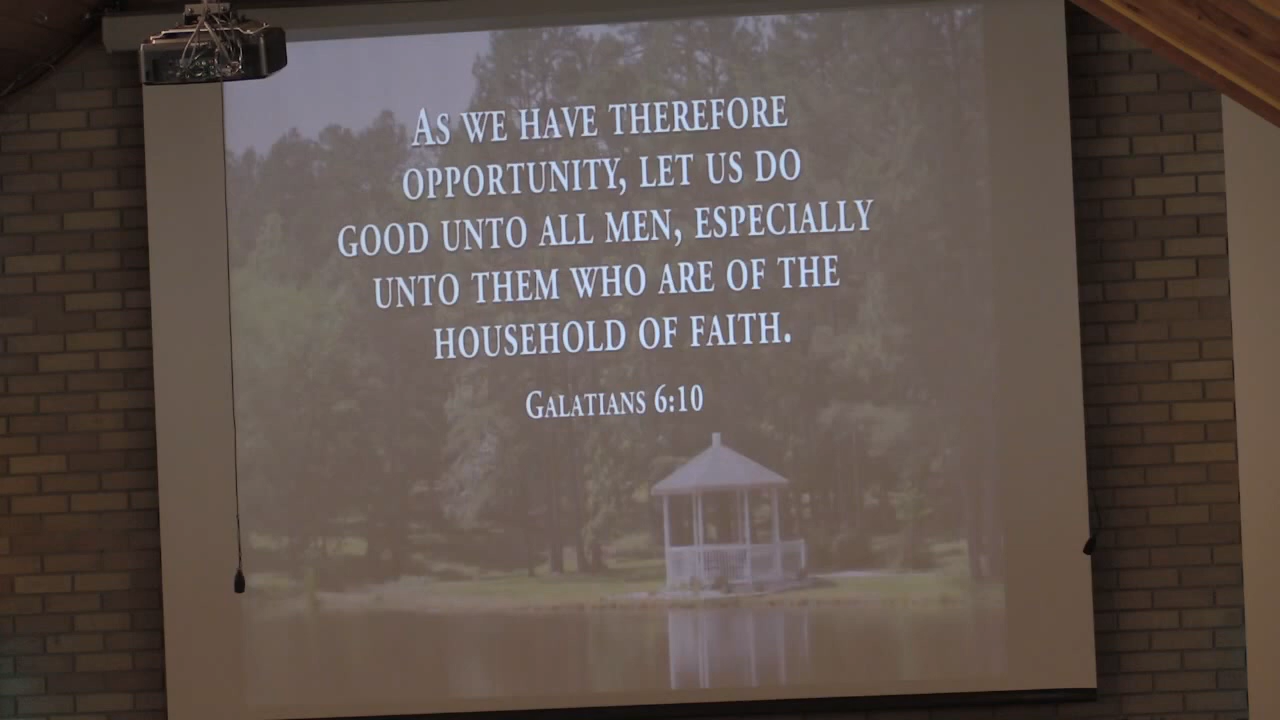 As we have therefore
opportunity, let us do
good unto all men, especially
unto them who are of the
household of faith.
Galatians 6:10